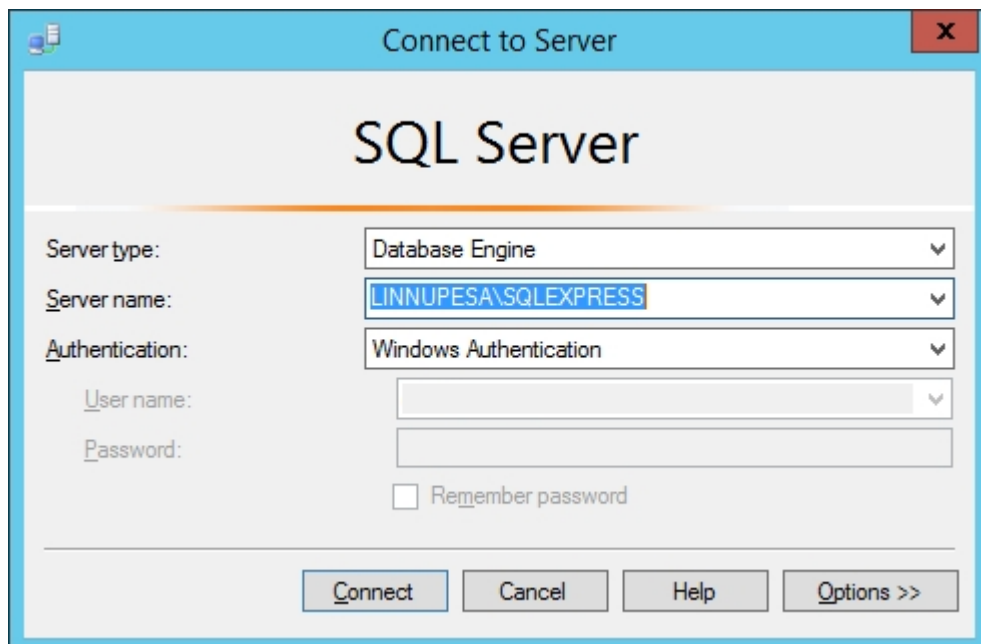 Connect to Server
x
SQL Server
Server type: Database Engine
Server name: LINNUPESA\SQLEXPRESS
Authentication: Windows Authentication
User name:
Password:
Remember password
Connect Cancel Help Options >>